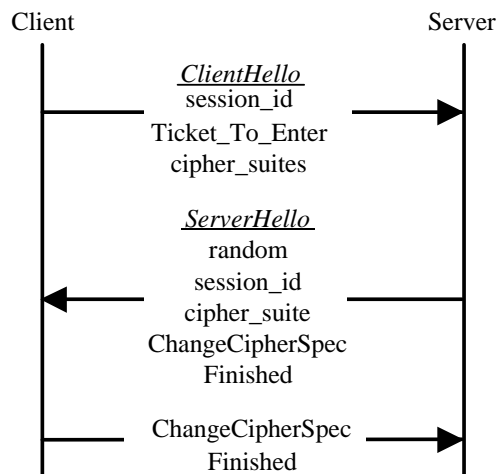 Client
Server
ClientHello
session_id
Ticket_To_Enter
cipher_suites
ServerHello
random
session_id
cipher_suite
ChangeCipherSpec
Finished
ChangeCipherSpec
Finished